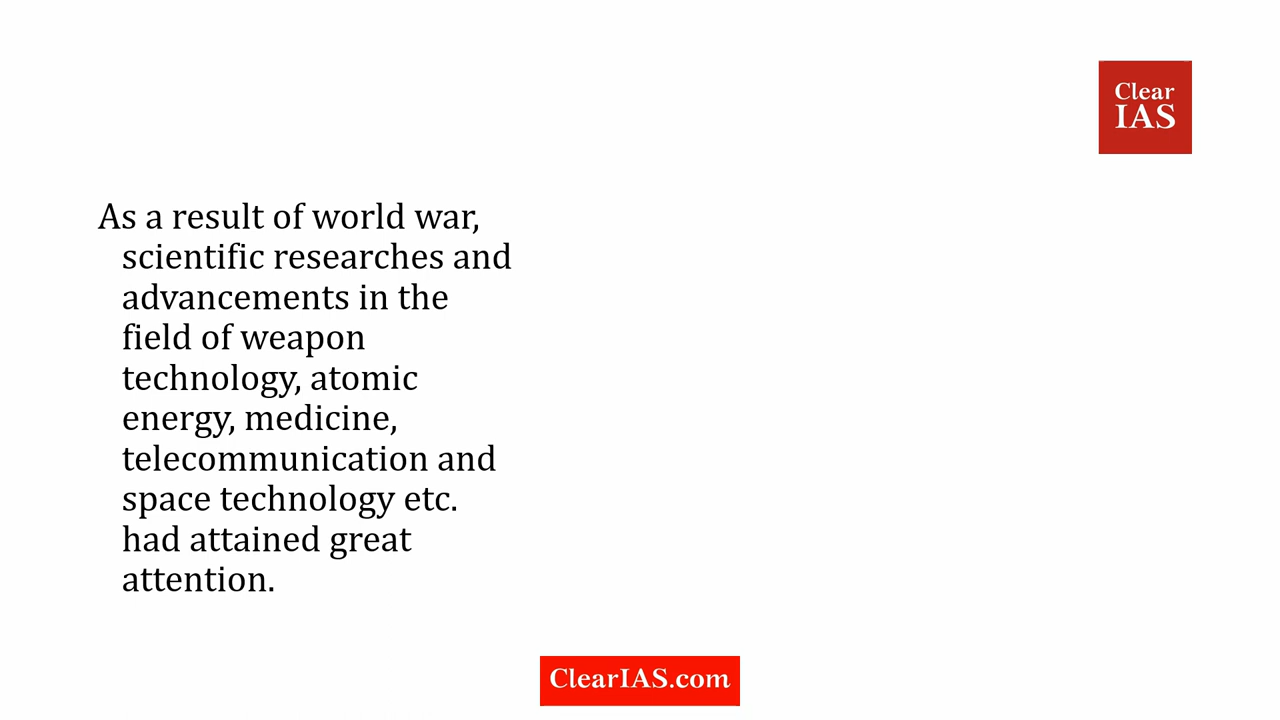 Clear
IAS
As a result of world war,
scientific researches and
advancements in the
field of weapon
technology, atomic
energy, medicine,
telecommunication and
space technology etc.
had attained great
attention.
ClearIAS.com